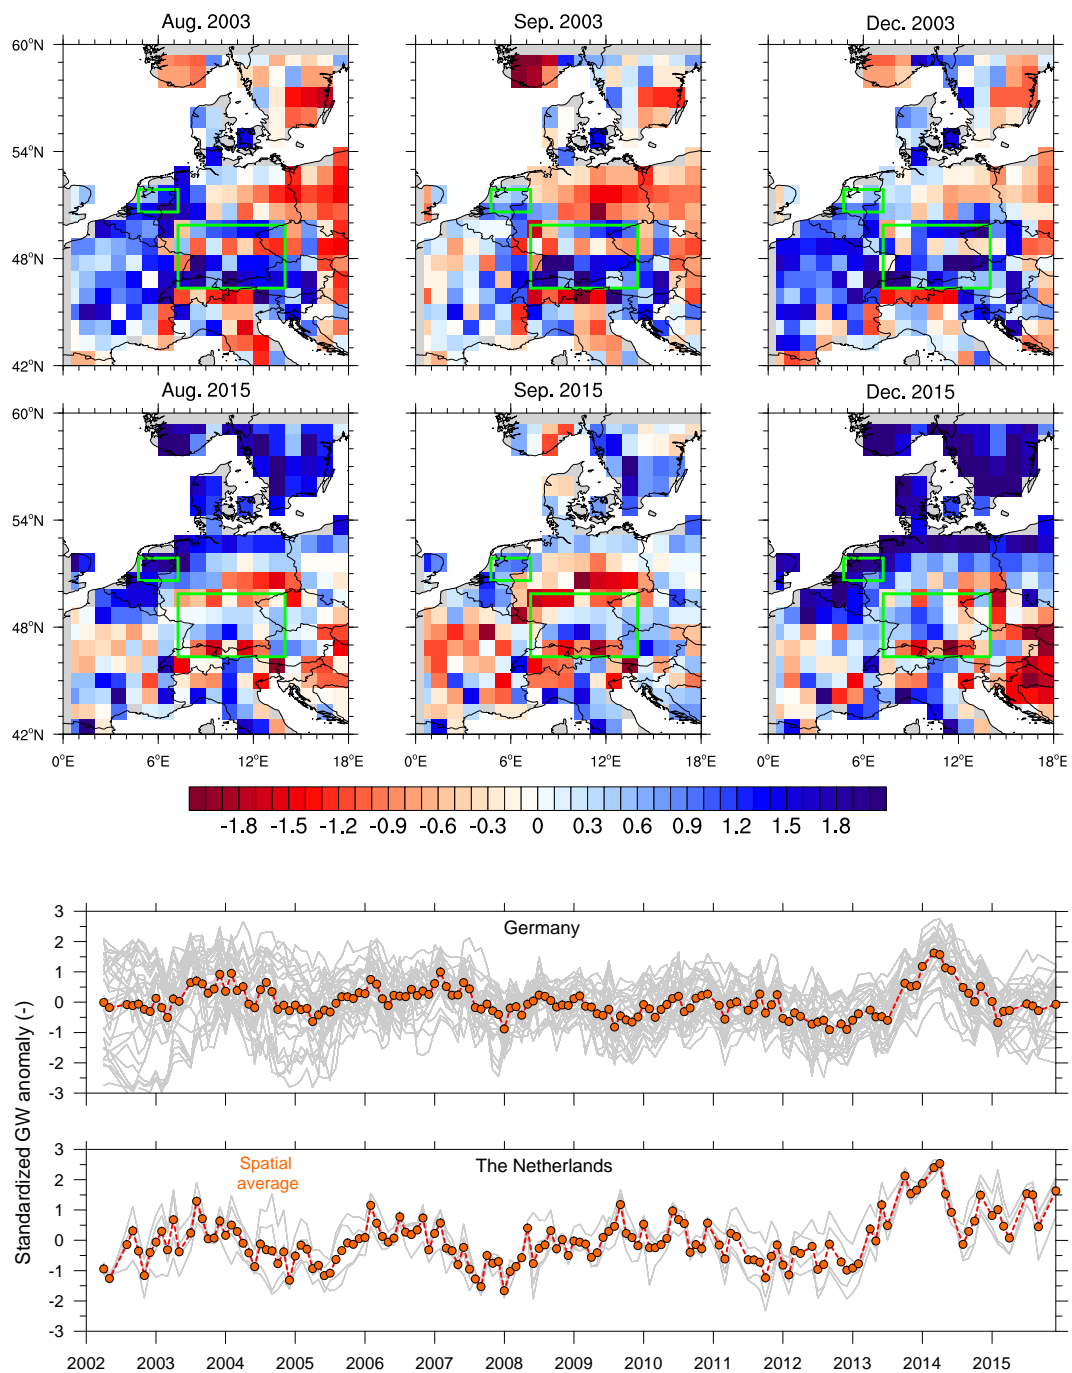 Aug. 2003 Sep. 2003 Dec. 2003
60°N
54°N
48°N
42°N
Aug. 2015 Sep. 2015 Dec. 2015
60°N
54°N
48°N
42°N
0°E 6°E 12°E 18°E 0°E 6°E 12°E 18°E 0°E 6°E 12°E 18°E
-1.8 -1.5 -1.2 -0.9 -0.6 -0.3 0 0.3 0.6 0.9 1.2 1.5 1.8
Standardized GW anomaly (-)
Germany
3
2
1
0
-1
-2
-3
The Netherlands
Spatial
average
3
2
1
0
-1
-2
-3
2002 2003 2004 2005 2006 2007 2008 2009 2010 2011 2012 2013 2014 2015